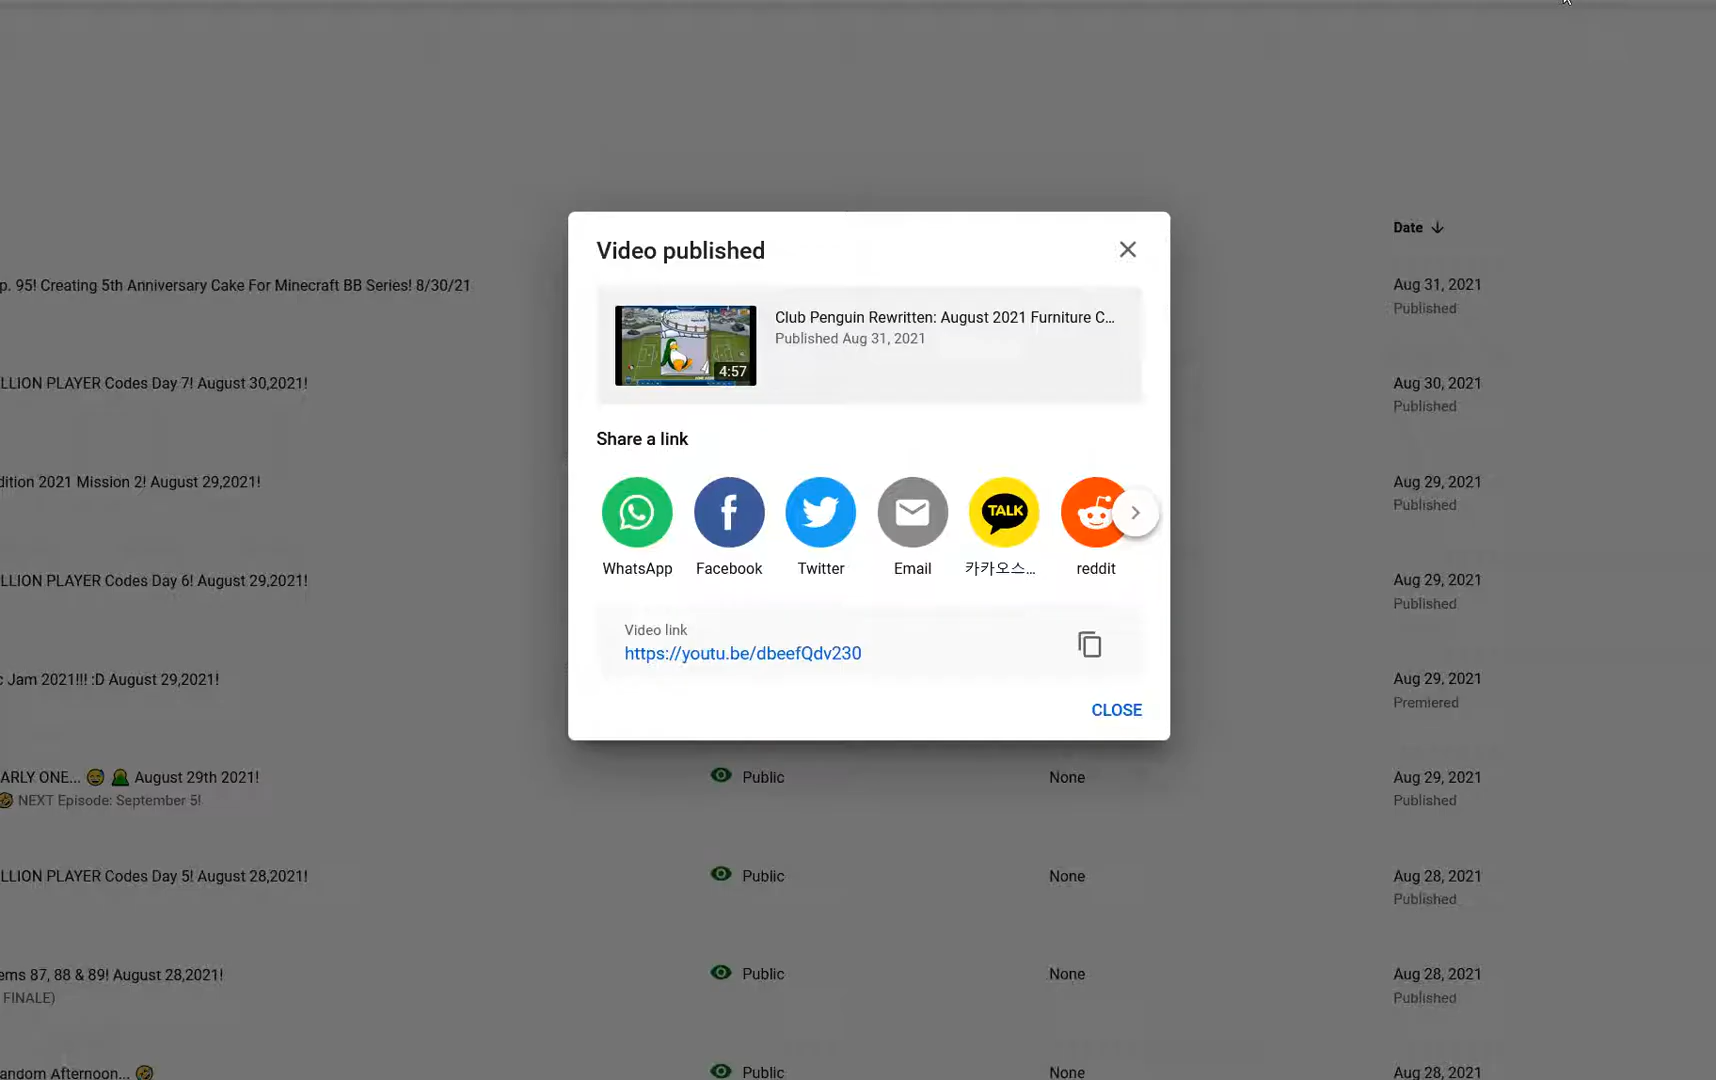 Date
p. 95! Creating 5th Anniversary Cake For Minecraft BB Series! 8/30/21
Aug 31, 2021
Published
LLION PLAYER Codes Day 7! August 30,2021!
Aug 30, 2021
Published
dition 2021 Mission 2! August 29,2021!
Aug 29, 2021
Published
LLION PLAYER Codes Day 6! August 29,2021!
Aug 29, 2021
Published
c Jam 2021!!! :D August 29,2021!
Aug 29, 2021
Premiered
Video published
Club Penguin Rewritten: August 2021 Furniture C...
Published Aug 31, 2021
4:57
Share a link
TALK
WhatsApp
Facebook
Twitter
Email
카카오스...
reddit
Video link
https://youtu.be/dbeefQdv230
CLOSE
ARLY ONE... 😅 🤮 August 29th 2021!
🤣 NEXT Episode: September 5!
Public
None
Aug 29, 2021
Published
LLION PLAYER Codes Day 5! August 28,2021!
Public
None
Aug 28, 2021
Published
ems 87, 88 & 89! August 28,2021!
FINALE)
Public
None
Aug 28, 2021
Published
andom Afternoon... 🤣
Public
None
Aug 28, 2021